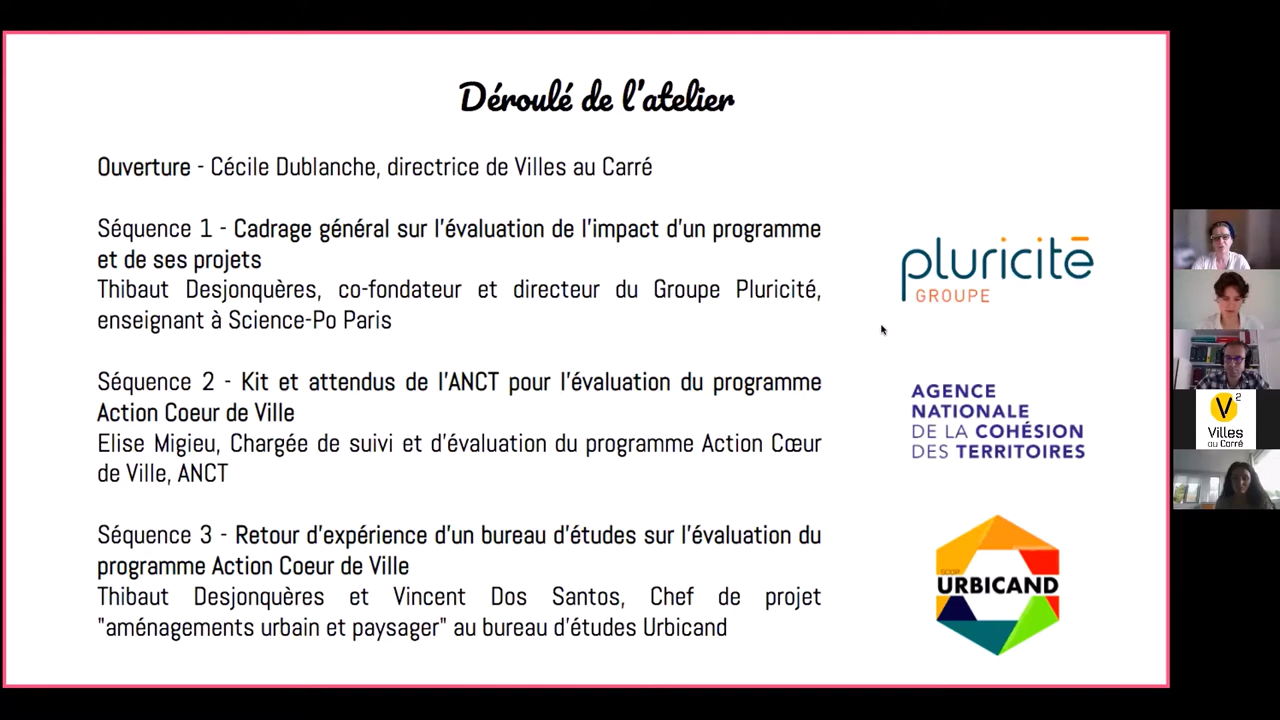 Déroulé de l'atelier
Ouverture - Cécile Dublanche, directrice de Villes au Carré
Séquence 1 - Cadrage général sur l'évaluation de l'impact d'un programme
et de ses projets
Thibaut Desjonquères, co-fondateur et directeur du Groupe Pluricité,
enseignant à Science-Po Paris
Séquence 2 - Kit et attendus de l'ANCT pour l'évaluation du programme
Action Coeur de Ville
Elise Migieu, Chargée de suivi et d'évaluation du programme Action Cœur
de Ville, ANCT
Séquence 3 - Retour d'expérience d'un bureau d'études sur l'évaluation du
programme Action Coeur de Ville
Thibaut Desjonquères et Vincent Dos Santos, Chef de projet
"aménagements urbain et paysager" au bureau d'études Urbicand
pluricité
GROUPE
AGENCE
NATIONALE
DE LA COHÉSION
DES TERRITOIRES
SCOP
URBICAND
V2
Villes
au Carré